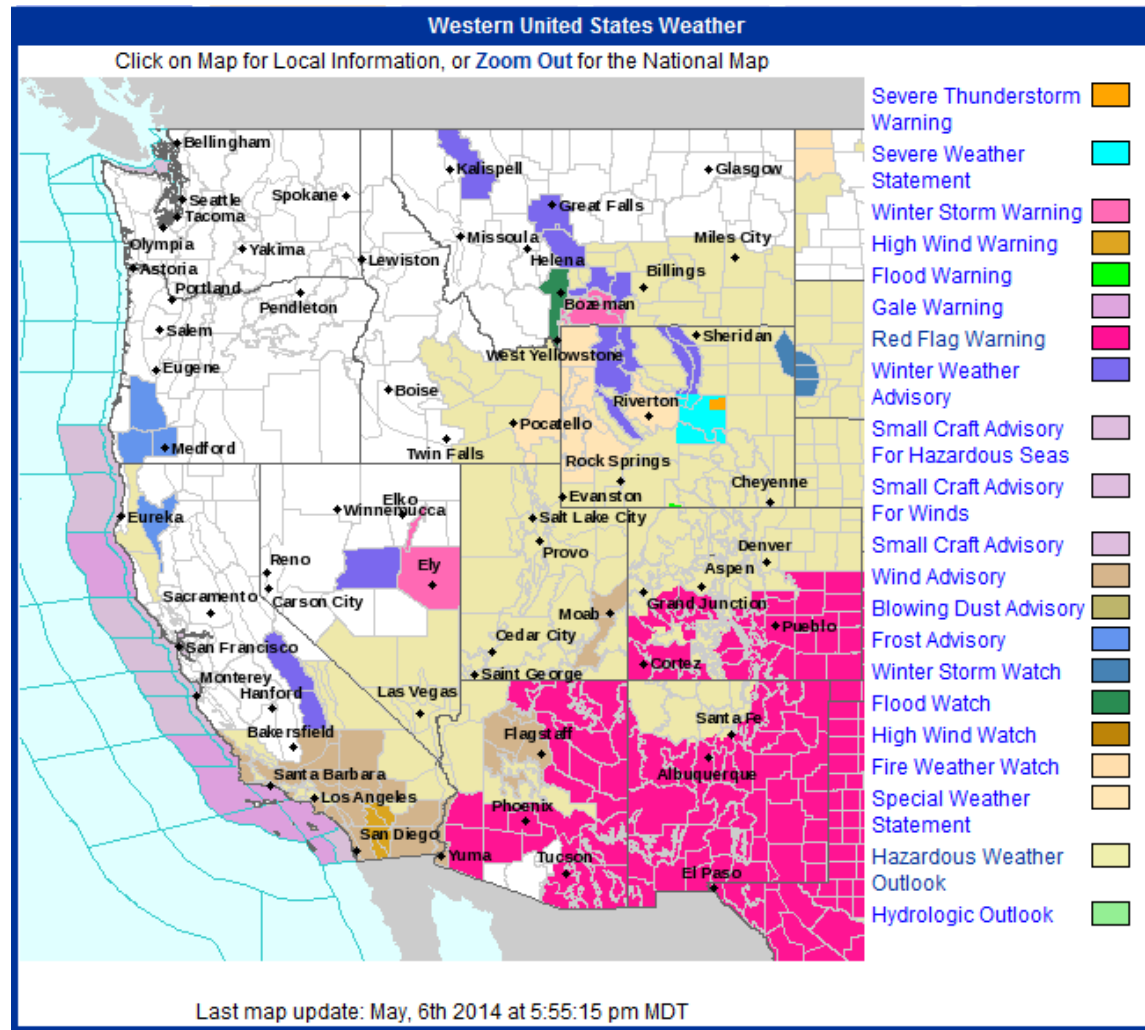 Western United States Weather
Click on Map for Local Information, or Zoom Out for the National Map
Bellingham
Seattle
Tacoma
Olympia
Spokane
Yakima
Astoria
Portland
Pendleton
Lewiston
Salem
Eugene
Medford
Kalispell
Glasgow
Great Falls
Missoula
Helena
Miles City
Billings
Bozeman
West Yellowstone
Sheridan
Boise
Pocatello
Twin Falls
Riverton
Rock Springs
Evanston
Cheyenne
Eureka
Elko
Winnemucca
Salt Lake City
Provo
Reno
Ely
Carson City
Sacramento
San Francisco
Denver
Aspen
Grand Junction
Moab
Pueblo
Cedar City
Cortez
Saint George
Monterey
Hanford
Las Vegas
Bakersfield
Santa Barbara
Los Angeles
San Diego
Flagstaff
Santa Fe
Albuquerque
Phoenix
Yuma
Tucson
El Paso
Severe Thunderstorm
Warning
Severe Weather
Statement
Winter Storm Warning
High Wind Warning
Flood Warning
Gale Warning
Red Flag Warning
Winter Weather
Advisory
Small Craft Advisory
For Hazardous Seas
Small Craft Advisory
For Winds
Small Craft Advisory
Wind Advisory
Blowing Dust Advisory
Frost Advisory
Winter Storm Watch
Flood Watch
High Wind Watch
Fire Weather Watch
Special Weather
Statement
Hazardous Weather
Outlook
Hydrologic Outlook
Last map update: May, 6th 2014 at 5:55:15 pm MDT